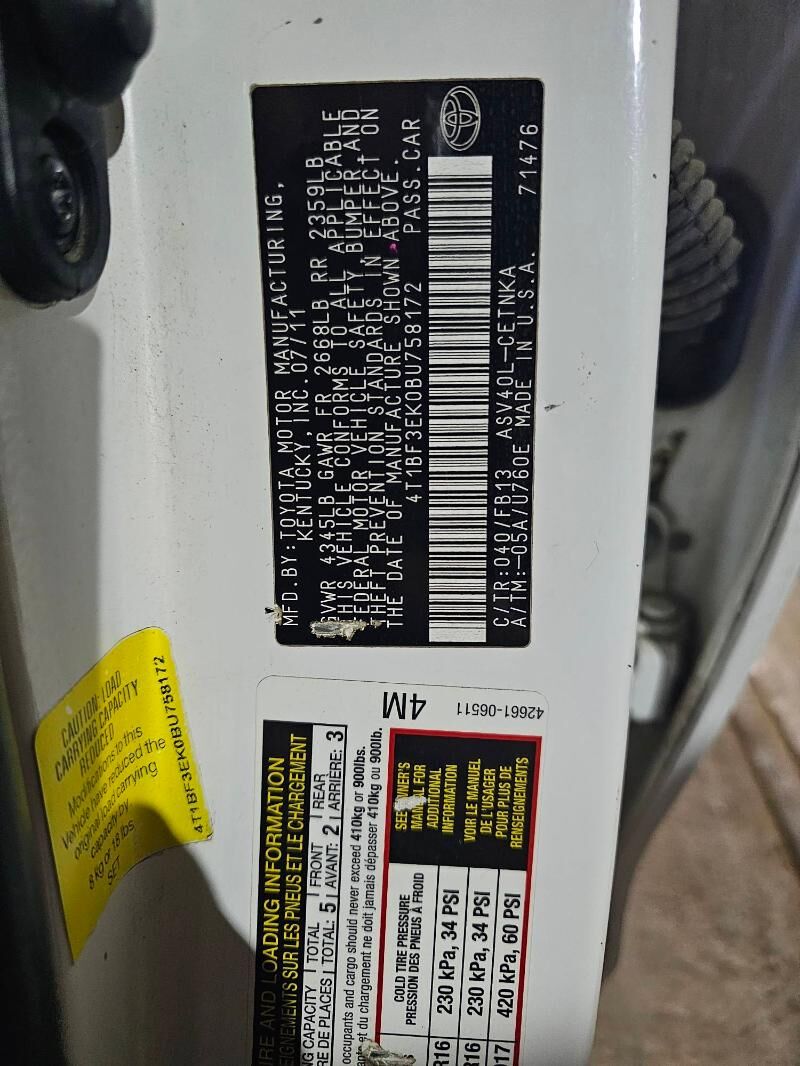 MFD.BY:TOYOTA MOTOR MANUFACTURING,
KENTUCKY, INC.07/11
GVWR 4345LB GAWR FR 2668LB RR 2359LB
THIS VEHICLE CONFORMS TO ALL APPLICABLE
FEDERAL MOTOR VEHICLE SAFETY, BUMPER, AND
THEFT PREVENTION STANDARDS IN EFFECT ON
THE DATE OF MANUFACTURE SHOWN ABOVE.
4T1BF3EK0BU758172 PASS.CAR
C/TR:040/FB13 ASV40L-CETNKA 71476
A/TM:-05A/U760E MADE IN U.S.A.
CAUTION: LOAD
CARRYING CAPACITY
REDUCED
Modifications to this
Vehicle have reduced the
original load carrying
capacity by
8 kg or 18 lbs
SET
4T1BF3EK0BU758172
4M
42661-06511
AND LOADING INFORMATION
SUR LES PNEUS ET LE CHARGEMENT
CAPACITY TOTAL 5 FRONT 2 REAR 3
DE PLACES TOTAL: AVANT: ARRIÈRE:
occupants and cargo should never exceed 410kg or 900lbs.
et du chargement ne doit jamais dépasser 410kg ou 900lb.
COLD TIRE PRESSURE
PRESSION DES PNEUS À FROID
R16 230 kPa, 34 PSI
R16 230 kPa, 34 PSI
420 kPa, 60 PSI
SEE OWNER'S
MANUAL FOR
ADDITIONAL
INFORMATION
VOIR LE MANUEL
DE L'USAGER
POUR PLUS DE
RENSEIGNEMENTS